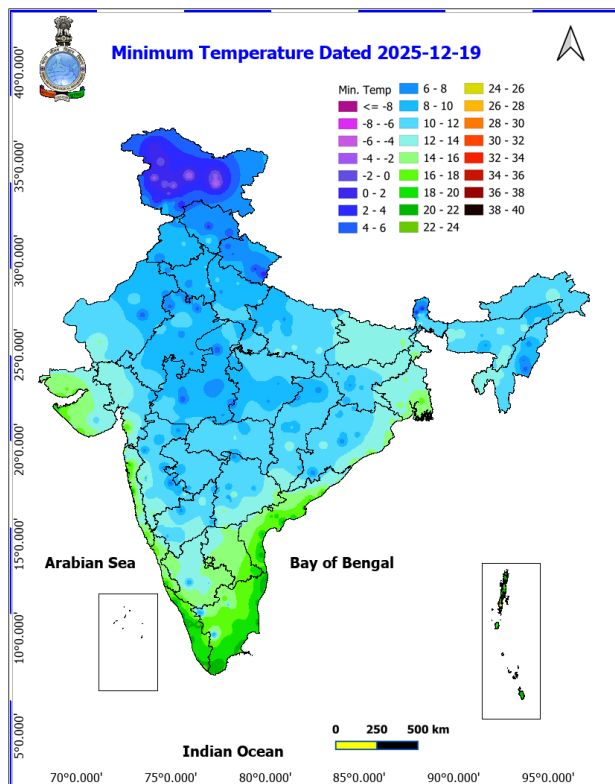 Minimum Temperature Dated 2025-12-19
Min. Temp
<= -8
-8 - -6
-6 - -4
-4 - -2
-2 - 0
0 - 2
2 - 4
4 - 6
6 - 8
8 - 10
10 - 12
12 - 14
14 - 16
16 - 18
18 - 20
20 - 22
22 - 24
24 - 26
26 - 28
28 - 30
30 - 32
32 - 34
34 - 36
36 - 38
38 - 40
40°0.000'
35°0.000'
30°0.000'
25°0.000'
20°0.000'
15°0.000'
10°0.000'
5°0.000'
Arabian Sea
Bay of Bengal
Indian Ocean
0 250 500 km
70°0.000' 75°0.000' 80°0.000' 85°0.000' 90°0.000' 95°0.000'